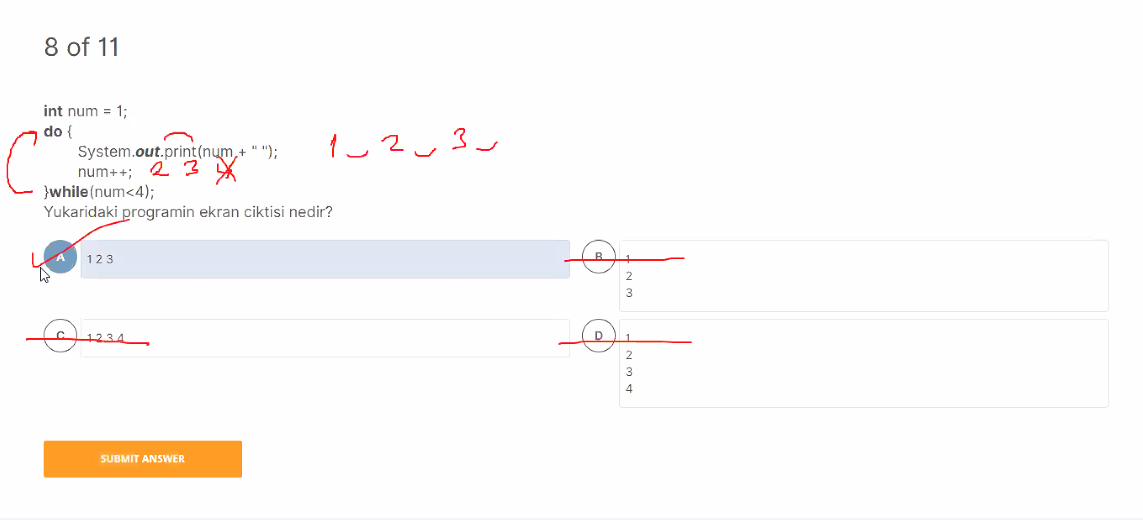 8 of 11
int num = 1;
do {
System.out.print(num + " ");
1 2 3
num++;
2 3 4
}while(num<4);
Yukaridaki programin ekran ciktisi nedir?
A
1 2 3
B
1
2
3
C
1 2 3 4
D
1
2
3
4
SUBMIT ANSWER